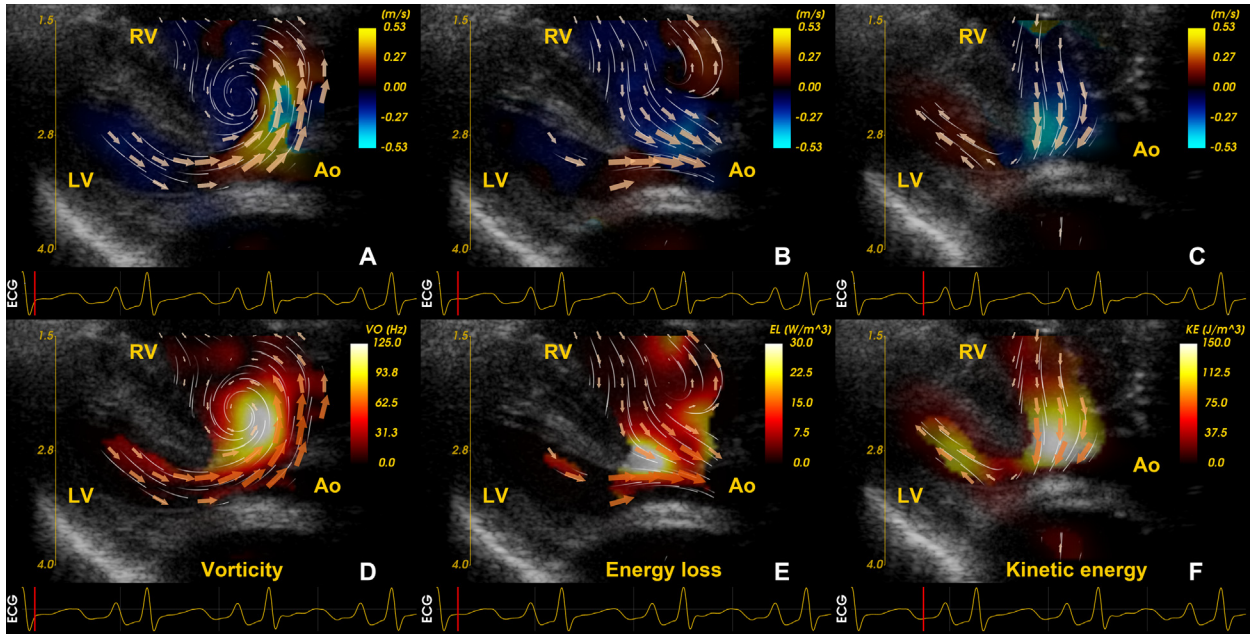 (m/s)
1.5
RV
0.53
0.27
0.00
-0.27
-0.53
2.8
LV
Ao
4.0
A
ECG
(m/s)
1.5
RV
0.53
0.27
0.00
-0.27
-0.53
2.8
LV
Ao
4.0
B
ECG
(m/s)
1.5
RV
0.53
0.27
0.00
-0.27
-0.53
2.8
LV
Ao
4.0
C
ECG
VO (Hz)
1.5
RV
125.0
93.8
62.5
31.3
0.0
2.8
LV
Ao
4.0
Vorticity
D
ECG
EL (W/m^3)
1.5
RV
30.0
22.5
15.0
7.5
0.0
2.8
LV
Ao
4.0
Energy loss
E
ECG
KE (J/m^3)
1.5
RV
150.0
112.5
75.0
37.5
0.0
2.8
LV
Ao
4.0
Kinetic energy
F
ECG